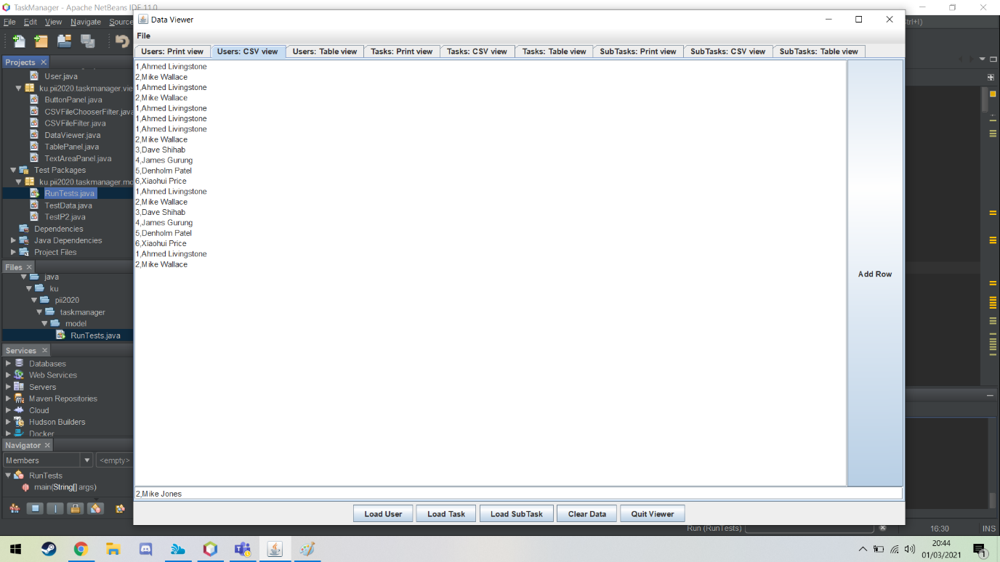 TaskManager - Apache NetBeans IDE 11.0
File Edit View Navigate Source
trl+I)
Data Viewer
File
Users: Print view Users: CSV view Users: Table view Tasks: Print view Tasks: CSV view Tasks: Table view SubTasks: Print view SubTasks: CSV view SubTasks: Table view
Projects
User.java
ku.pii2020.taskmanager.vie
ButtonPanel.java
CSVFileChooserFilter.java
CSVFileFilter.java
DataViewer.java
TablePanel.java
TextAreaPanel.java
Test Packages
ku.pii2020.taskmanager.mo
RunTests.java
TestData.java
TestP2.java
Dependencies
Java Dependencies
Project Files
Files
java
ku
pii2020
taskmanager
model
RunTests.java
Services
Databases
Web Services
Servers
Maven Repositories
Cloud
Hudson Builders
Docker
Navigator
Members <empty>
RunTests
main(String[] args)
1,Ahmed Livingstone
2,Mike Wallace
1,Ahmed Livingstone
2,Mike Wallace
1,Ahmed Livingstone
1,Ahmed Livingstone
1,Ahmed Livingstone
2,Mike Wallace
3,Dave Shihab
4,James Gurung
5,Denholm Patel
6,Xiaohui Price
1,Ahmed Livingstone
2,Mike Wallace
3,Dave Shihab
4,James Gurung
5,Denholm Patel
6,Xiaohui Price
1,Ahmed Livingstone
2,Mike Wallace
Add Row
2,Mike Jones
Load User Load Task Load SubTask Clear Data Quit Viewer
Run (RunTests) 16:30 INS
20:44
01/03/2021
1